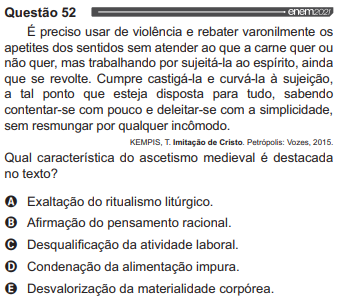 Questão 52 enem2021
É preciso usar de violência e rebater varonilmente os
apetites dos sentidos sem atender ao que a carne quer ou
não quer, mas trabalhando por sujeitá-la ao espírito, ainda
que se revolte. Cumpre castigá-la e curvá-la à sujeição,
a tal ponto que esteja disposta para tudo, sabendo
contentar-se com pouco e deleitar-se com a simplicidade,
sem resmungar por qualquer incômodo.
KEMPIS, T. Imitação de Cristo. Petrópolis: Vozes, 2015.
Qual característica do ascetismo medieval é destacada
no texto?
A Exaltação do ritualismo litúrgico.
B Afirmação do pensamento racional.
C Desqualificação da atividade laboral.
D Condenação da alimentação impura.
E Desvalorização da materialidade corpórea.